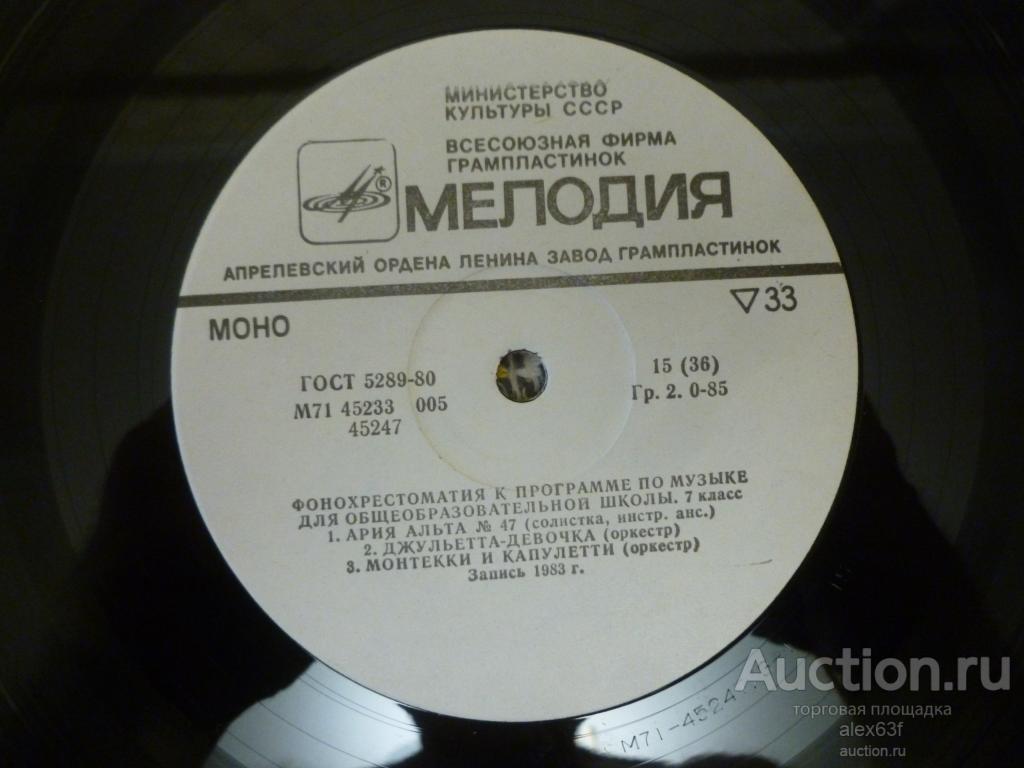 МИНИСТЕРСТВО
КУЛЬТУРЫ СССР
ВСЕСОЮЗНАЯ ФИРМА
ГРАМПЛАСТИНОК
®
МЕЛОДИЯ
АПРЕЛЕВСКИЙ ОРДЕНА ЛЕНИНА ЗАВОД ГРАМПЛАСТИНОК
МОНО
▽33
ГОСТ 5289-80
15 (36)
М71 45233 005
Гр. 2. 0-85
45247
ФОНОХРЕСТОМАТИЯ К ПРОГРАММЕ ПО МУЗЫКЕ
ДЛЯ ОБЩЕОБРАЗОВАТЕЛЬНОЙ ШКОЛЫ. 7 класс
1. АРИЯ АЛЬТА № 47 (солистка, инстр. анс.)
2. ДЖУЛЬЕТТА-ДЕВОЧКА (оркестр)
3. МОНТЕККИ И КАПУЛЕТТИ (оркестр)
Запись 1983 г.
М71-4524
Auction.ru
торговая площадка
alex63f
auction.ru